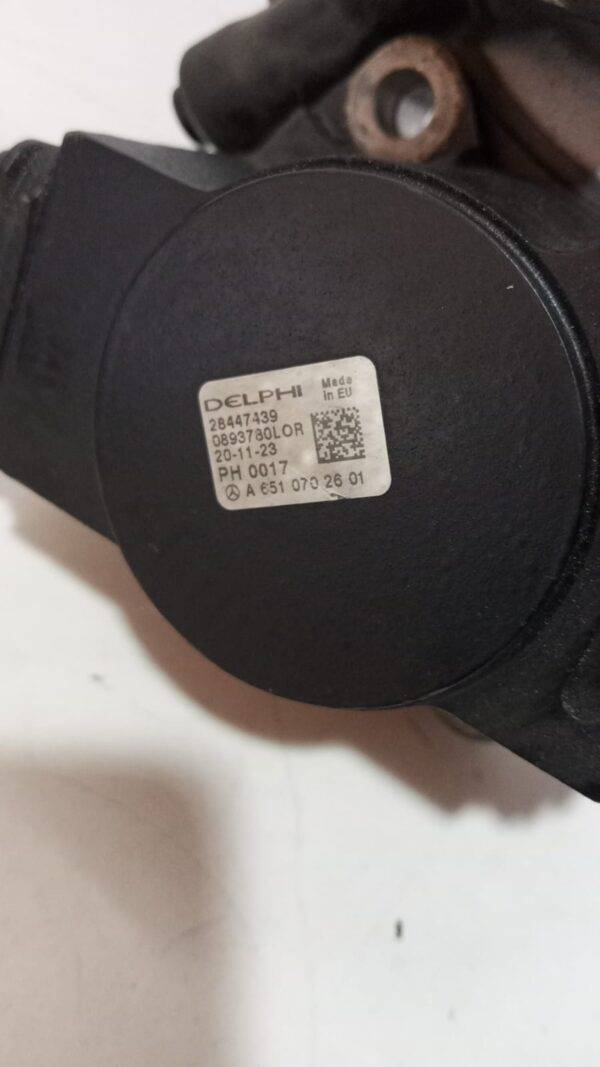 DELPHI
Made in EU
28447439
0893780LOR
20-11-23
PH 0017
A 651 070 26 01